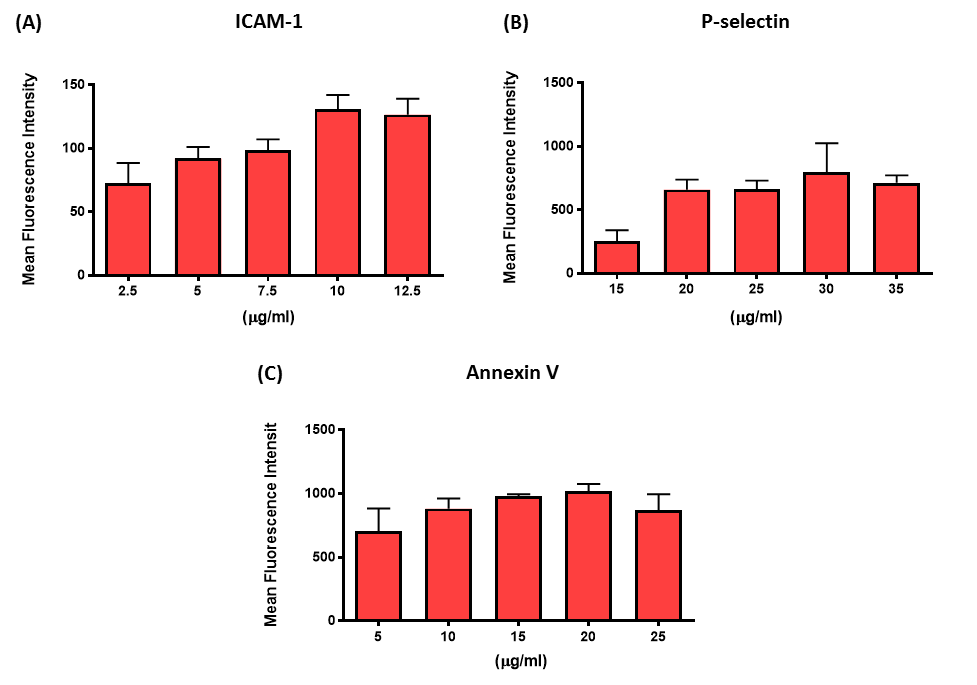 (A) ICAM-1
Mean Fluorescence Intensity
150
100
50
0
2.5 5 7.5 10 12.5
(µg/ml)
(B) P-selectin
Mean Fluorescence Intensity
1500
1000
500
0
15 20 25 30 35
(µg/ml)
(C) Annexin V
Mean Fluorescence Intensit
1500
1000
500
0
5 10 15 20 25
(µg/ml)